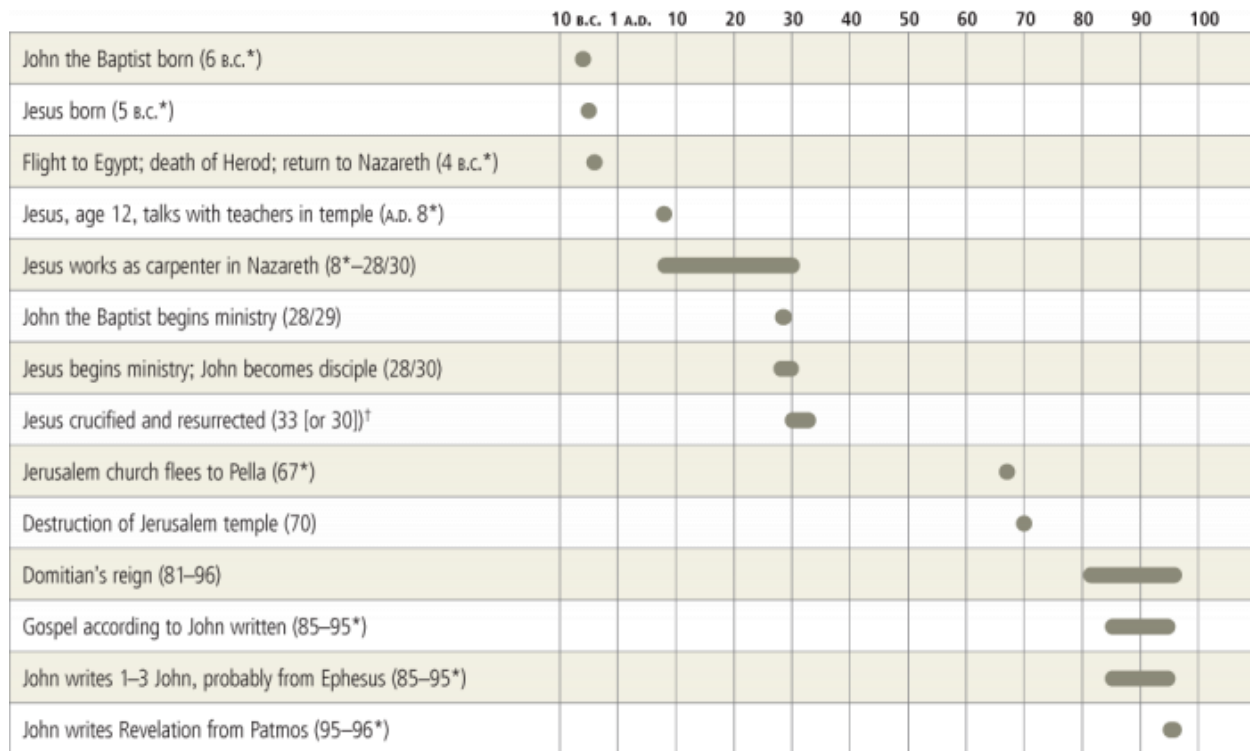 10 B.C. 1 A.D. 10 20 30 40 50 60 70 80 90 100
John the Baptist born (6 B.C.*)
Jesus born (5 B.C.*)
Flight to Egypt; death of Herod; return to Nazareth (4 B.C.*)
Jesus, age 12, talks with teachers in temple (A.D. 8*)
Jesus works as carpenter in Nazareth (8*–28/30)
John the Baptist begins ministry (28/29)
Jesus begins ministry; John becomes disciple (28/30)
Jesus crucified and resurrected (33 [or 30])†
Jerusalem church flees to Pella (67*)
Destruction of Jerusalem temple (70)
Domitian’s reign (81–96)
Gospel according to John written (85–95*)
John writes 1–3 John, probably from Ephesus (85–95*)
John writes Revelation from Patmos (95–96*)